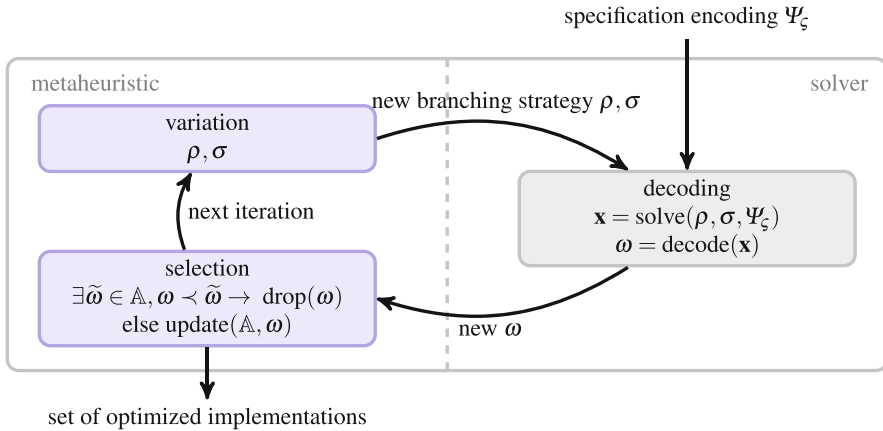 specification encoding Ψς
metaheuristic
solver
new branching strategy ρ, σ
variation
ρ, σ
decoding
x = solve(ρ, σ, Ψς)
ω = decode(x)
next iteration
selection
∃ω̃ ∈ 𝔸, ω ≺ ω̃ → drop(ω)
else update(𝔸, ω)
new ω
set of optimized implementations